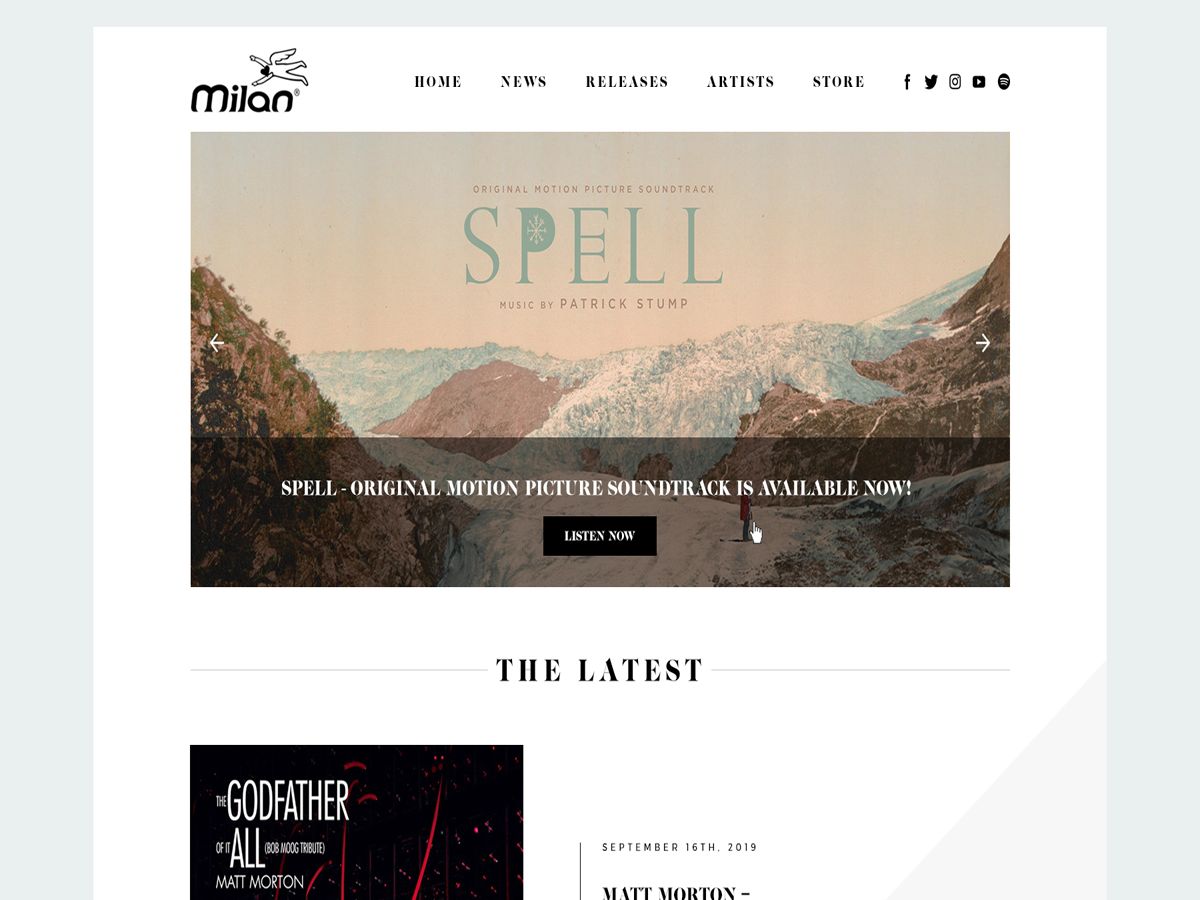 milan®
HOME NEWS RELEASES ARTISTS STORE
ORIGINAL MOTION PICTURE SOUNDTRACK
SPELL
MUSIC BY PATRICK STUMP
SPELL - ORIGINAL MOTION PICTURE SOUNDTRACK IS AVAILABLE NOW!
LISTEN NOW
THE LATEST
THE GODFATHER
OF IT ALL (BOB MOOG TRIBUTE)
MATT MORTON
SEPTEMBER 16TH, 2019
MATT MORTON –